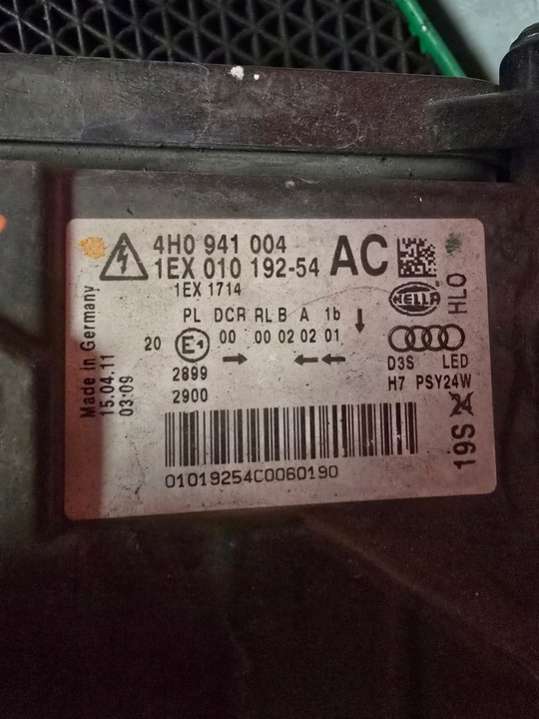 4H0 941 004 AC
1EX 010 192-54
1EX 1714
HELLA
HLO
PL DCR RL B A 1b
20 E1 00 00 02 02 01
→ ← ← ↓
2899
2900
D3S LED
H7 PSY24W
Made in Germany
15.04.11
03:09
19S 24
01019254C0060190